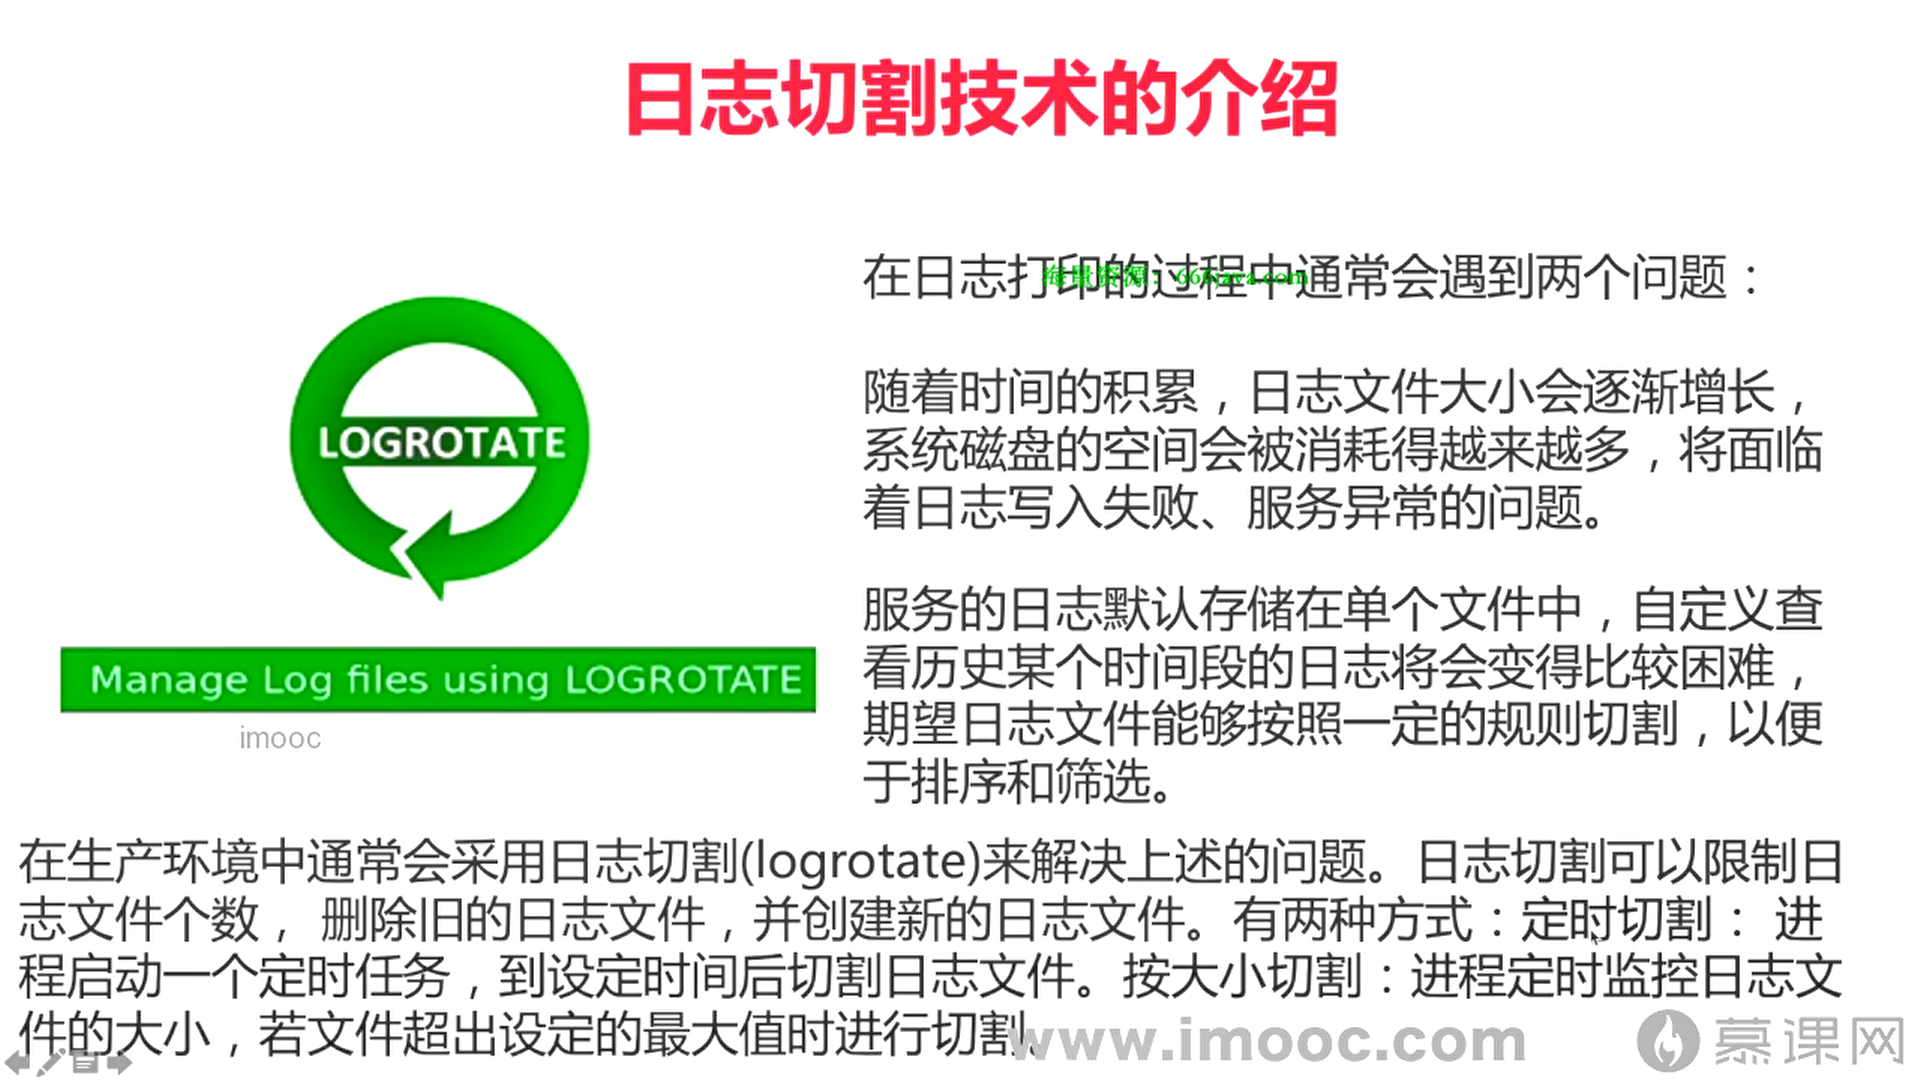 日志切割技术的介绍
在日志打印的过程中通常会遇到两个问题：
海量资源：666java.com
随着时间的积累，日志文件大小会逐渐增长，
系统磁盘的空间会被消耗得越来越多，将面临
着日志写入失败、服务异常的问题。
LOGROTATE
服务的日志默认存储在单个文件中，自定义查
看历史某个时间段的日志将会变得比较困难，
期望日志文件能够按照一定的规则切割，以便
于排序和筛选。
Manage Log files using LOGROTATE
imooc
在生产环境中通常会采用日志切割(logrotate)来解决上述的问题。日志切割可以限制日
志文件个数， 删除旧的日志文件，并创建新的日志文件。有两种方式：定时切割： 进
程启动一个定时任务，到设定时间后切割日志文件。按大小切割：进程定时监控日志文
件的大小，若文件超出设定的最大值时进行切割。
www.imooc.com
慕课网